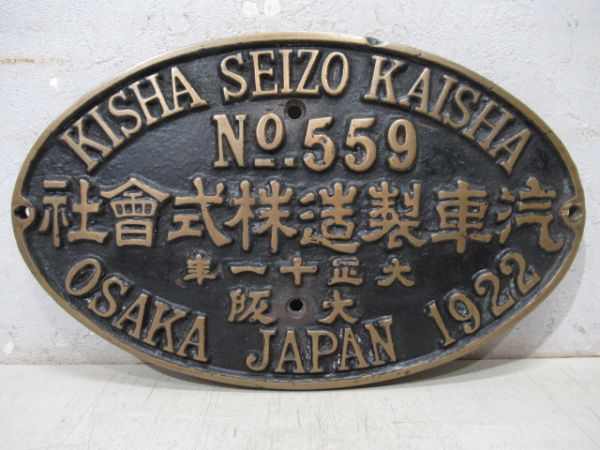 KISHA SEIZO KAISHA
No. 559
汽車製造株式會社
大正十一年
大阪
OSAKA JAPAN 1922